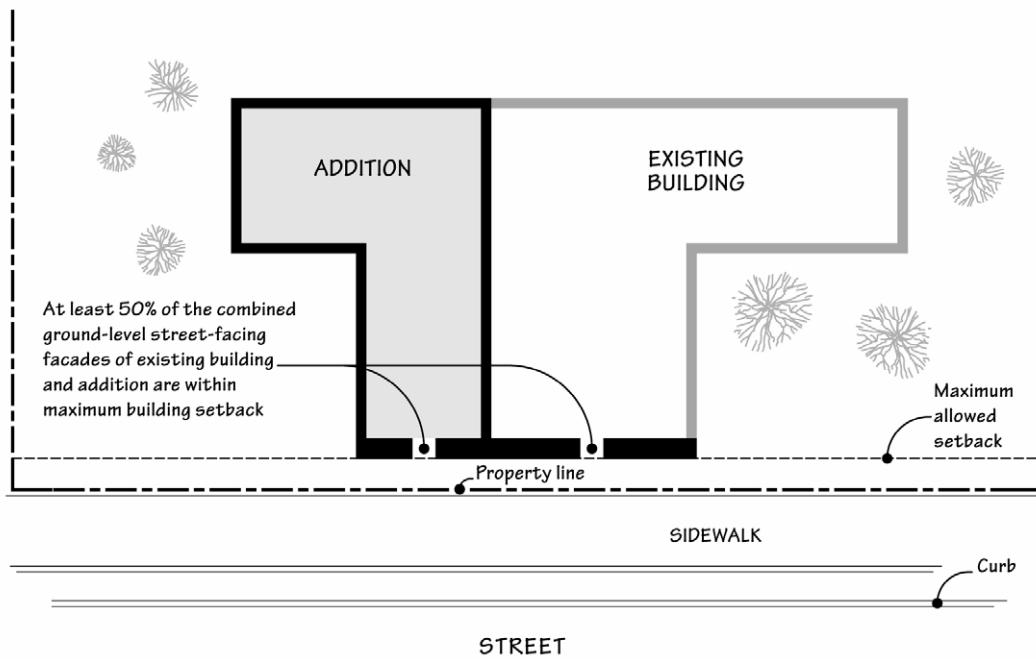 ADDITION
EXISTING
BUILDING
At least 50% of the combined
ground-level street-facing
facades of existing building
and addition are within
maximum building setback
Maximum
allowed
setback
Property line
SIDEWALK
Curb
STREET